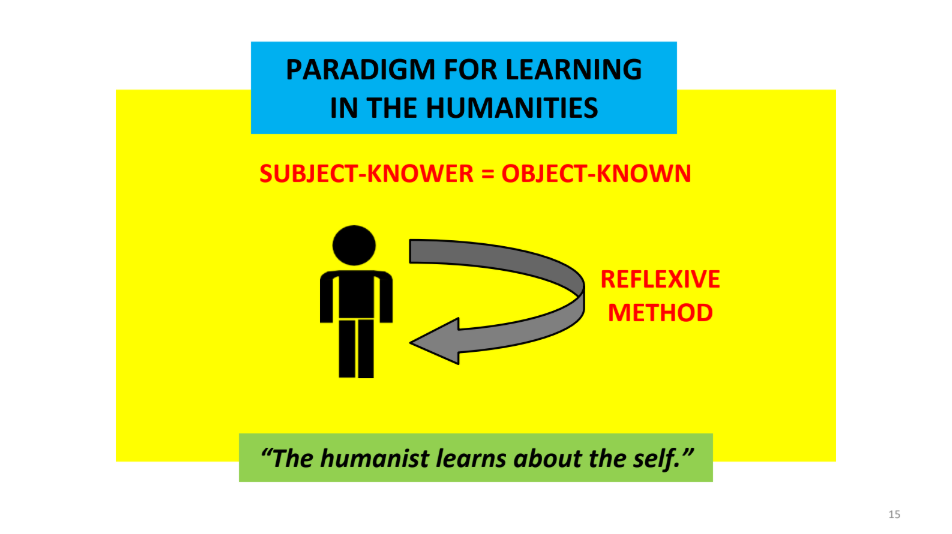 PARADIGM FOR LEARNING
IN THE HUMANITIES
SUBJECT-KNOWER = OBJECT-KNOWN
REFLEXIVE
METHOD
“The humanist learns about the self.”
15